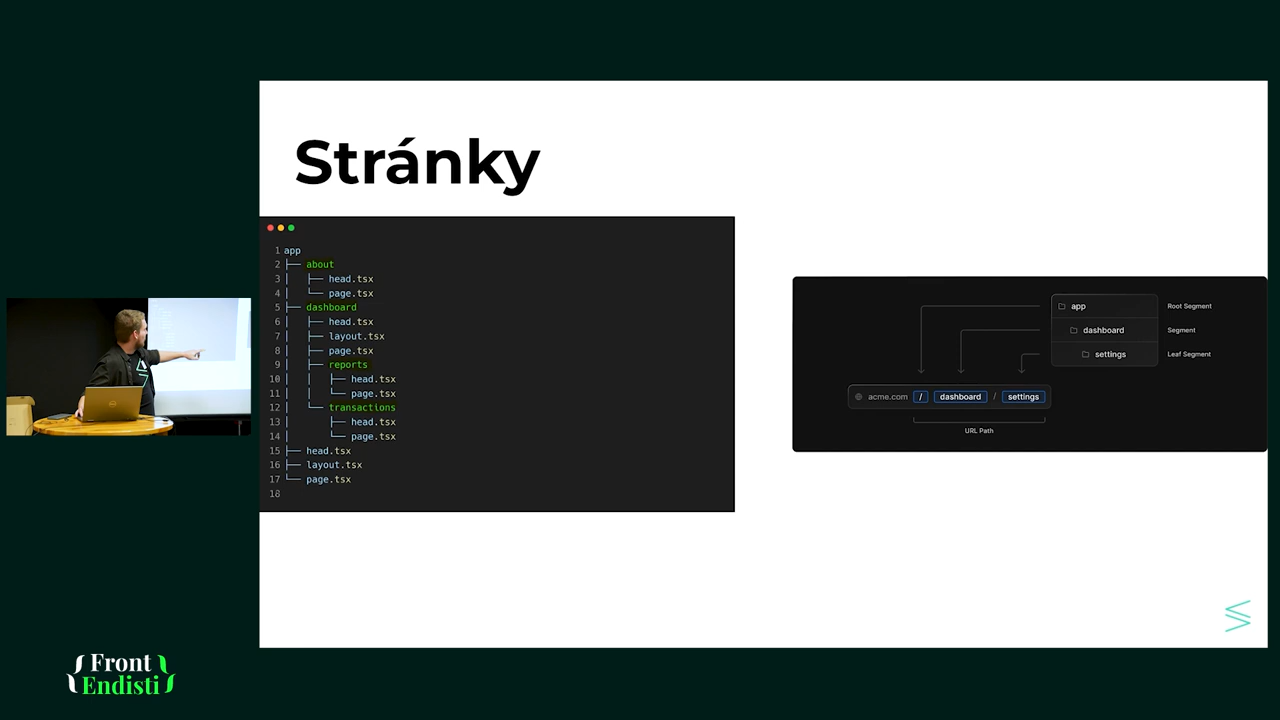 Stránky
1 app
2 ├── about
3 │   ├── head.tsx
4 │   └── page.tsx
5 ├── dashboard
6 │   ├── head.tsx
7 │   ├── layout.tsx
8 │   ├── page.tsx
9 │   ├── reports
10 │   │   ├── head.tsx
11 │   │   └── page.tsx
12 │   └── transactions
13 │       ├── head.tsx
14 │       └── page.tsx
15 ├── head.tsx
16 ├── layout.tsx
17 └── page.tsx
18
app Root Segment
dashboard Segment
settings Leaf Segment
acme.com / dashboard / settings
URL Path
{Front
Endisti}